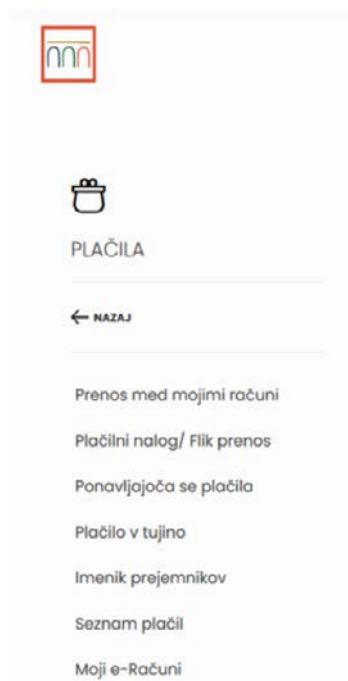 PLAČILA
NAZAJ
Prenos med mojimi računi
Plačilni nalog/ Flik prenos
Ponavljajoča se plačila
Plačilo v tujino
Imenik prejemnikov
Seznam plačil
Moji e-Računi